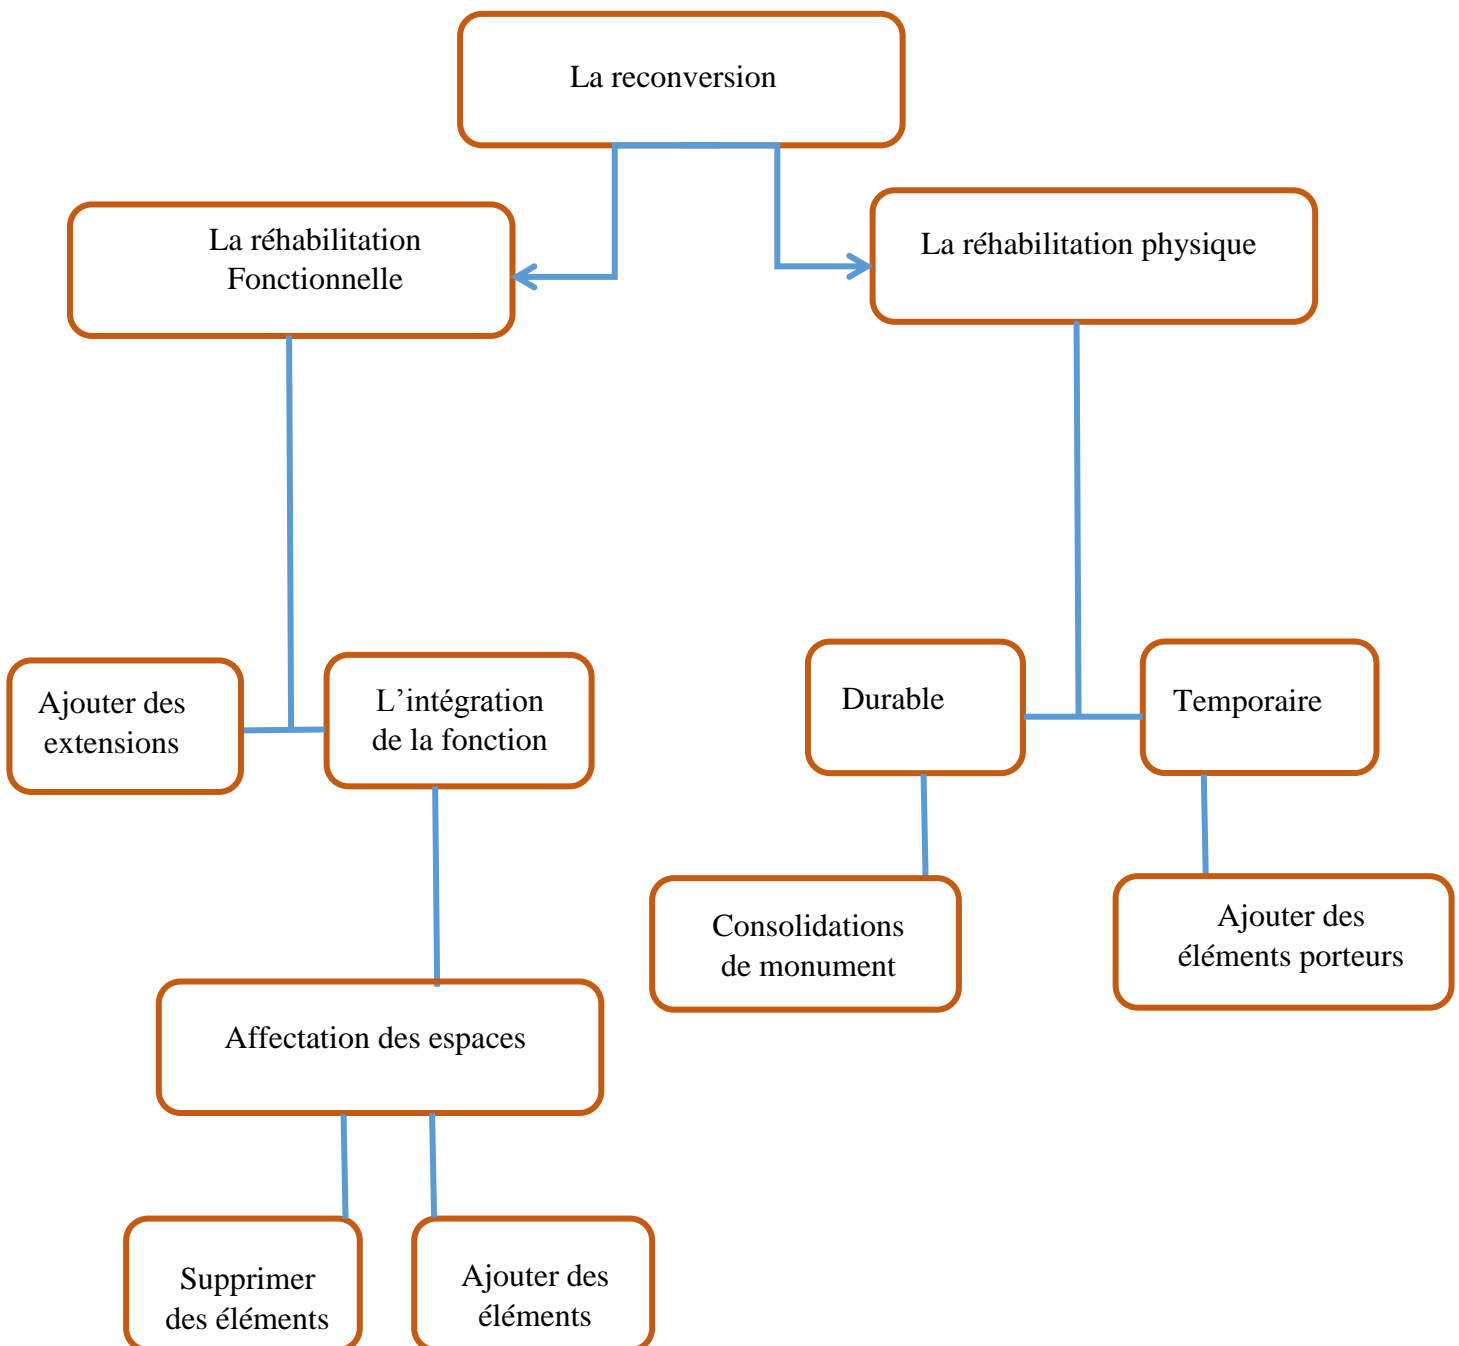 La reconversion
La réhabilitation
Fonctionnelle
La réhabilitation physique
Ajouter des
extensions
L’intégration
de la fonction
Durable
Temporaire
Consolidations
de monument
Ajouter des
éléments porteurs
Affectation des espaces
Supprimer
des éléments
Ajouter des
éléments